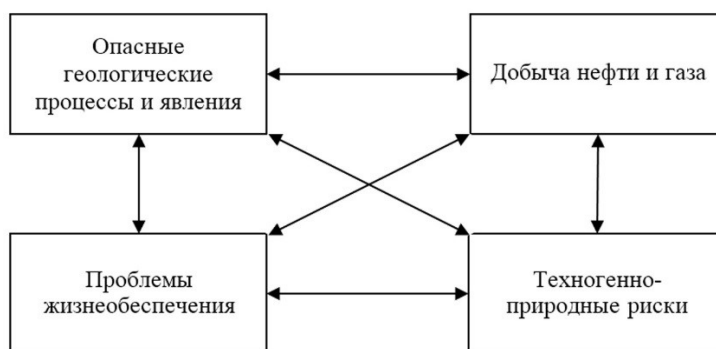 Опасные
геологические
процессы и явления
Добыча нефти и газа
Проблемы
жизнеобеспечения
Техногенно-
природные риски